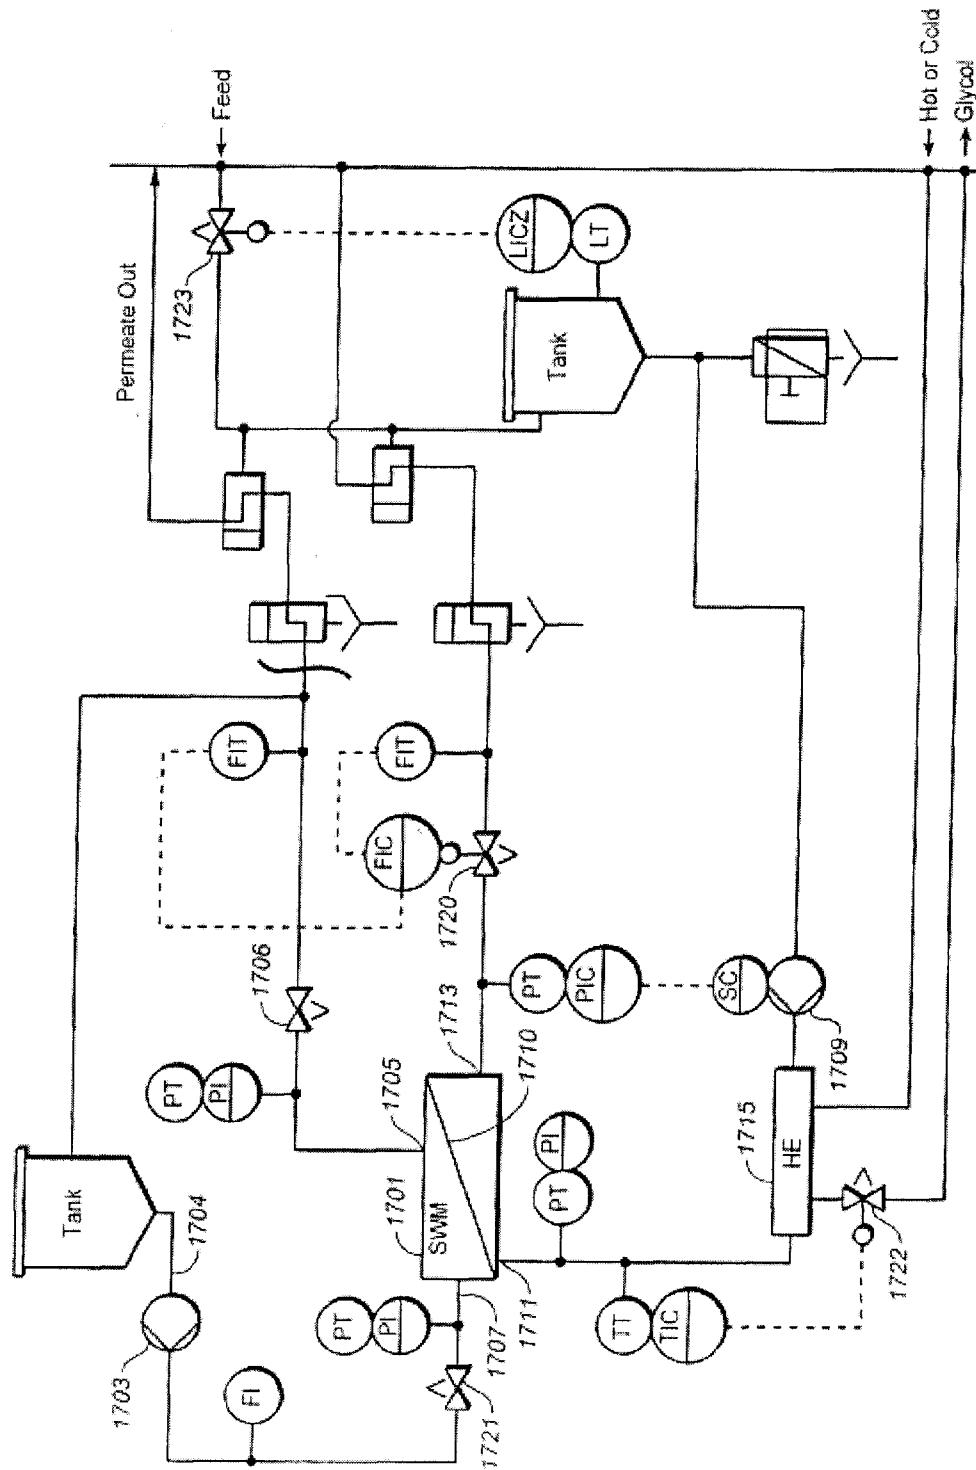 Tank
1703
1704
FI
PT
PI
1721
1707
PT
PI
1701
SWM
1705
1710
1713
1711
PT
PI
1706
FIT
FIT
FIC
1720
PT
PIC
SC
1709
TT
TIC
1722
HE
1715
Permeate Out
1723
Feed
Tank
LICZ
LT
Hot or Cold
Glycol